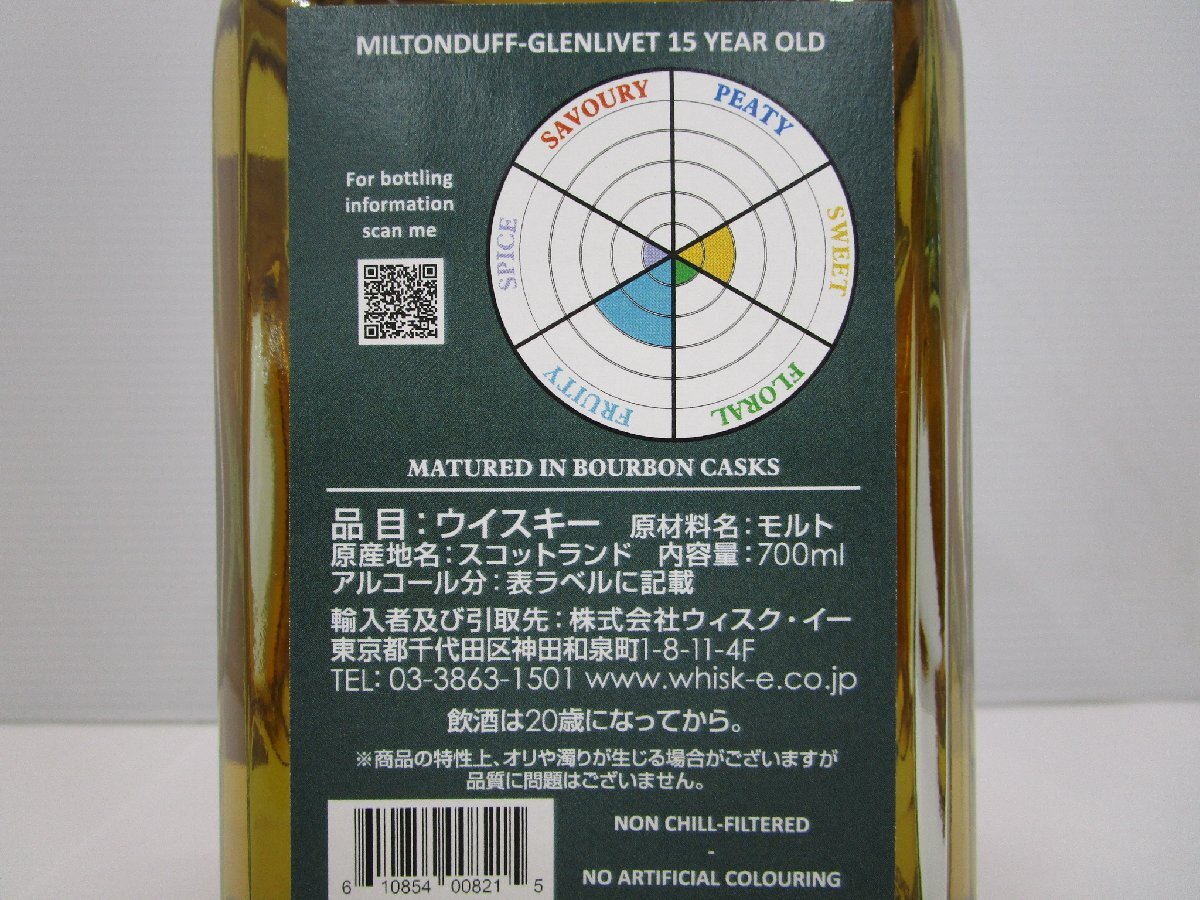 MILTONDUFF-GLENLIVET 15 YEAR OLD
SAVOURY
PEATY
SWEET
FLORAL
FRUITY
SPICE
For bottling
information
scan me
MATURED IN BOURBON CASKS
品目：ウイスキー 原材料名：モルト
原産地名：スコットランド 内容量：700ml
アルコール分：表ラベルに記載
輸入者及び引取先：株式会社ウィスク・イー
東京都千代田区神田和泉町1-8-11-4F
TEL: 03-3863-1501 www.whisk-e.co.jp
飲酒は20歳になってから。
※商品の特性上、オリや濁りが生じる場合がございますが
品質に問題はございません。
6 10854 00821 5
NON CHILL-FILTERED
-
NO ARTIFICIAL COLOURING